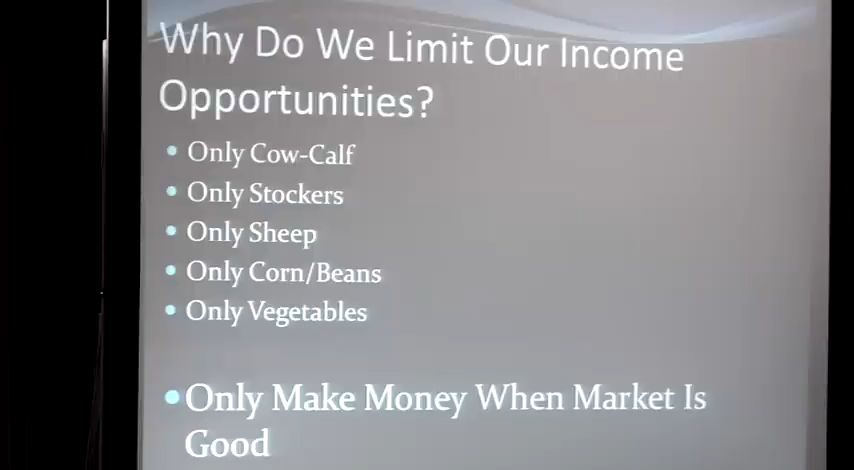 Why Do We Limit Our Income
Opportunities?
• Only Cow-Calf
• Only Stockers
• Only Sheep
• Only Corn/Beans
• Only Vegetables
• Only Make Money When Market Is
Good